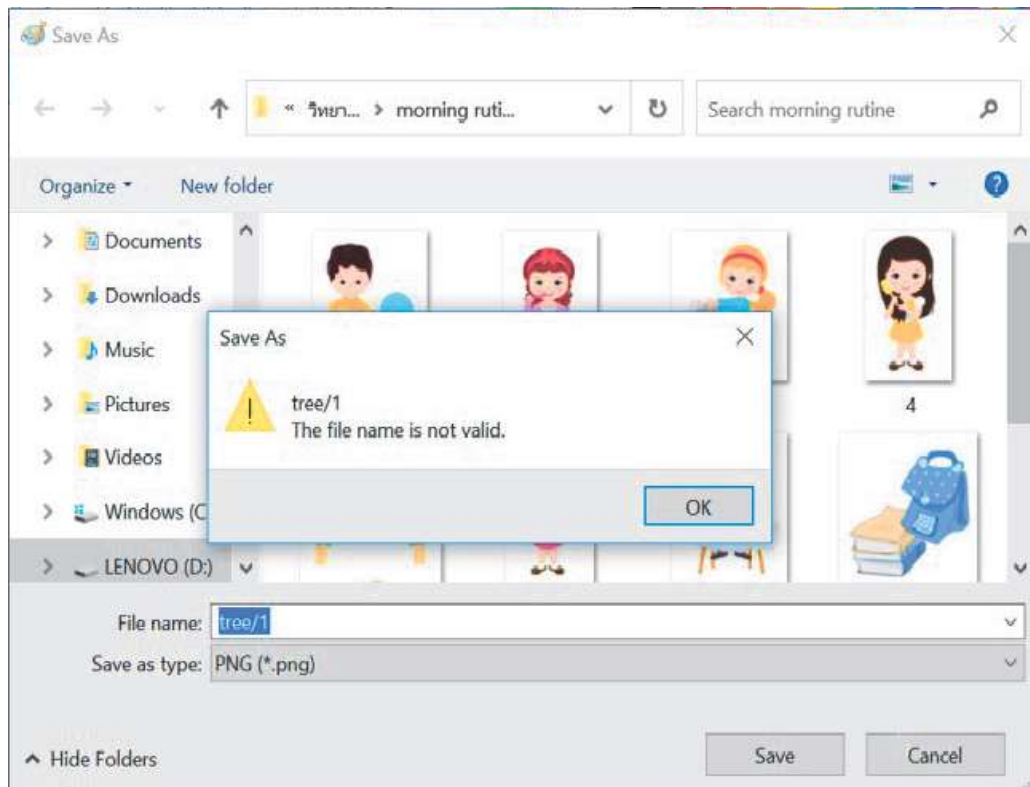 Save As
« วิทยา... > morning ruti...
Search morning rutine
Organize
New folder
Documents
Downloads
Music
Pictures
Videos
Windows (C
LENOVO (D:)
4
Save As
tree/1
The file name is not valid.
OK
File name: tree/1
Save as type: PNG (*.png)
Hide Folders
Save
Cancel